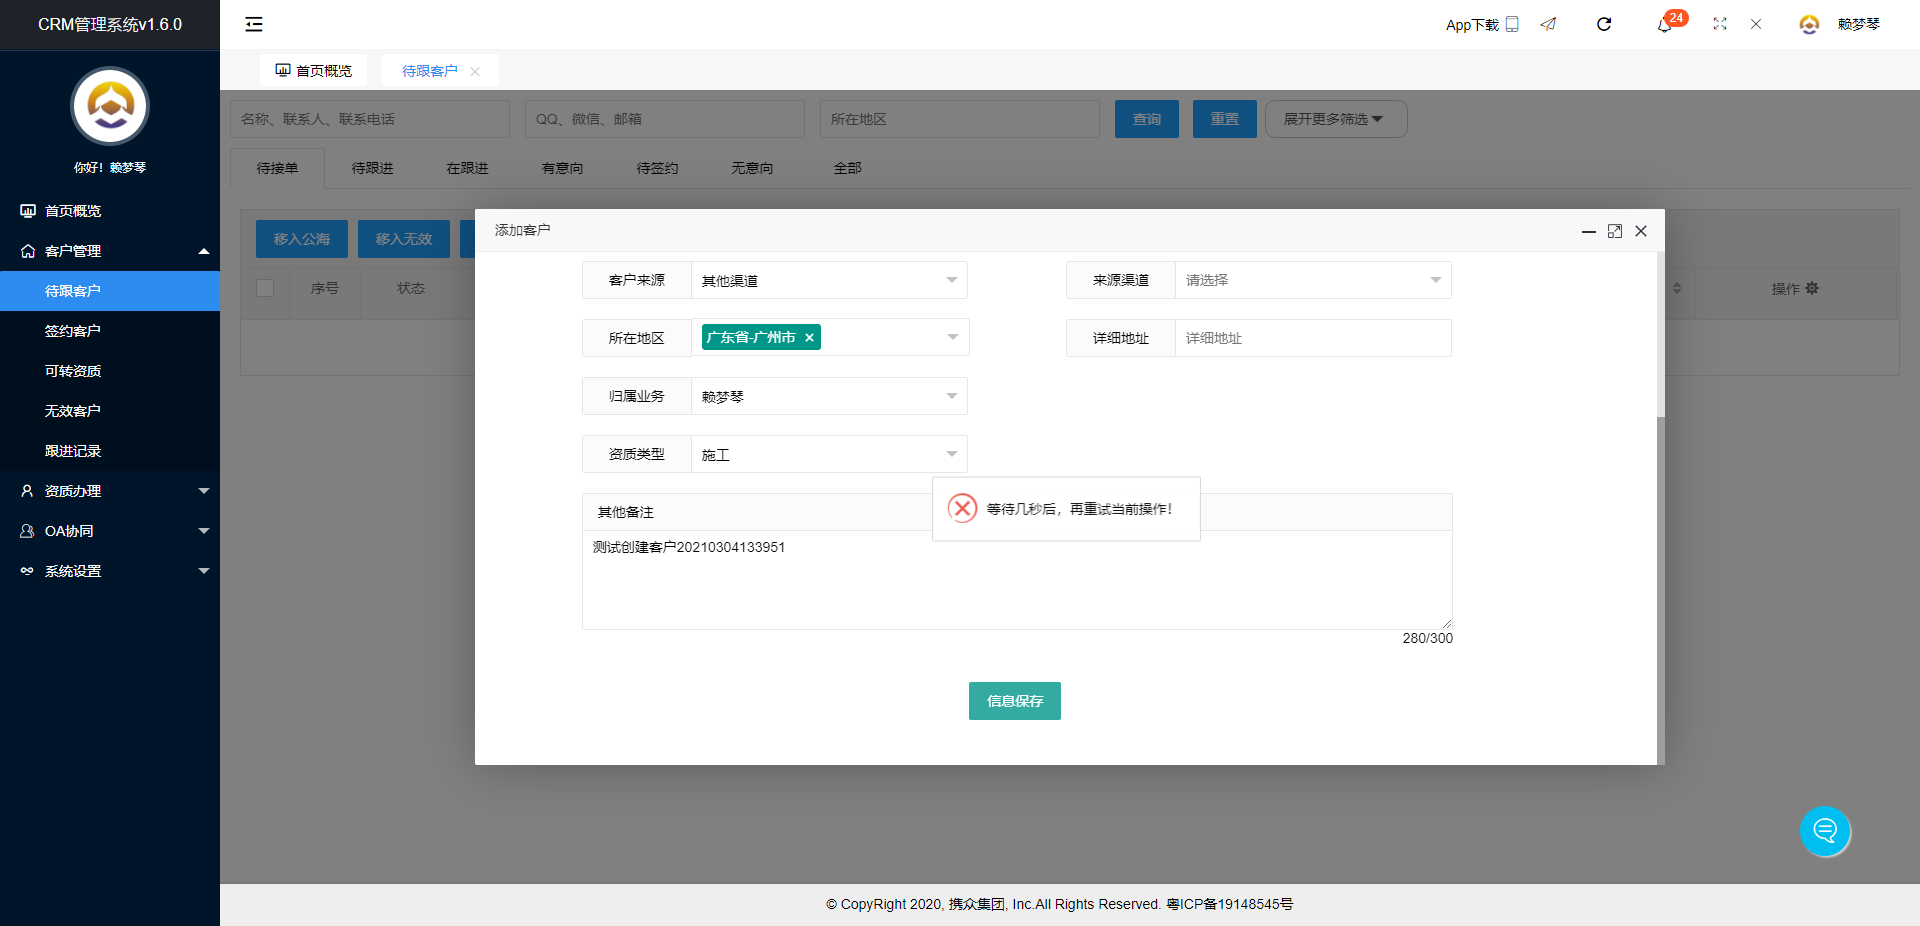 CRM管理系统v1.6.0
App下载
24
赖梦琴
首页概览
待跟客户
你好！赖梦琴
首页概览
客户管理
待跟客户
签约客户
可转资质
无效客户
跟进记录
资质办理
OA协同
系统设置
名称、联系人、联系电话
QQ、微信、邮箱
所在地区
查询
重置
展开更多筛选
待接单
待跟进
在跟进
有意向
待签约
无意向
全部
移入公海
移入无效
序号
状态
操作
添加客户
客户来源
其他渠道
来源渠道
请选择
所在地区
广东省-广州市
详细地址
详细地址
归属业务
赖梦琴
资质类型
施工
其他备注
等待几秒后，再重试当前操作！
测试创建客户20210304133951
280/300
信息保存
© CopyRight 2020, 携众集团, Inc.All Rights Reserved. 粤ICP备19148545号